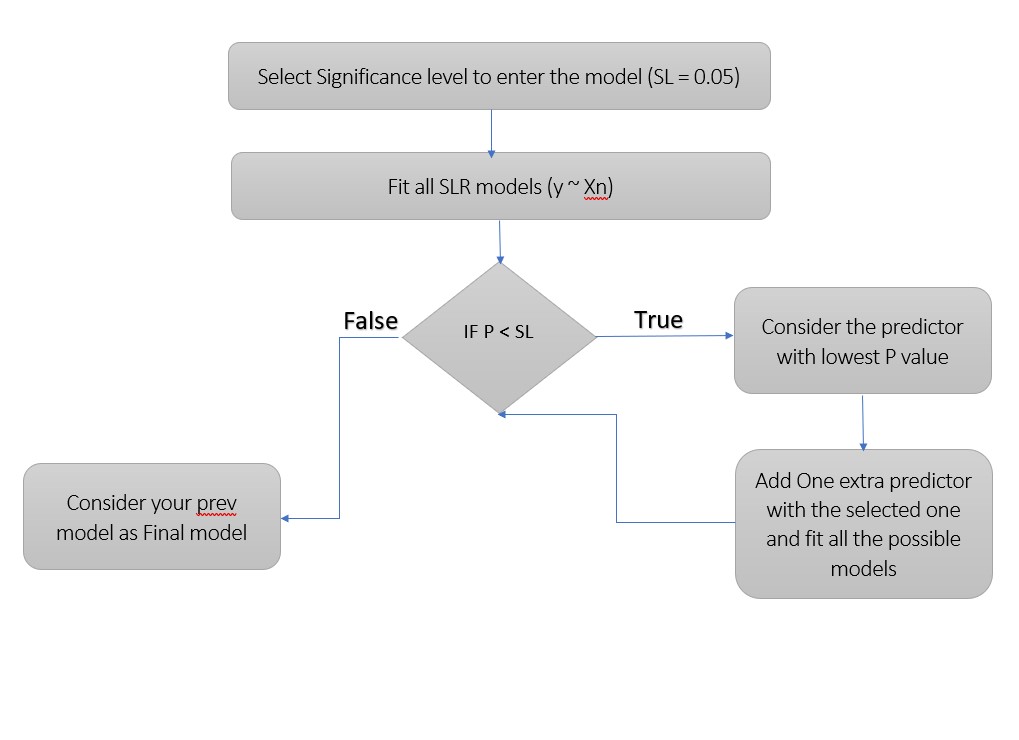 Select Significance level to enter the model (SL = 0.05)
Fit all SLR models (y ~ Xn)
IF P < SL
False
True
Consider the predictor
with lowest P value
Add One extra predictor
with the selected one
and fit all the possible
models
Consider your prev
model as Final model